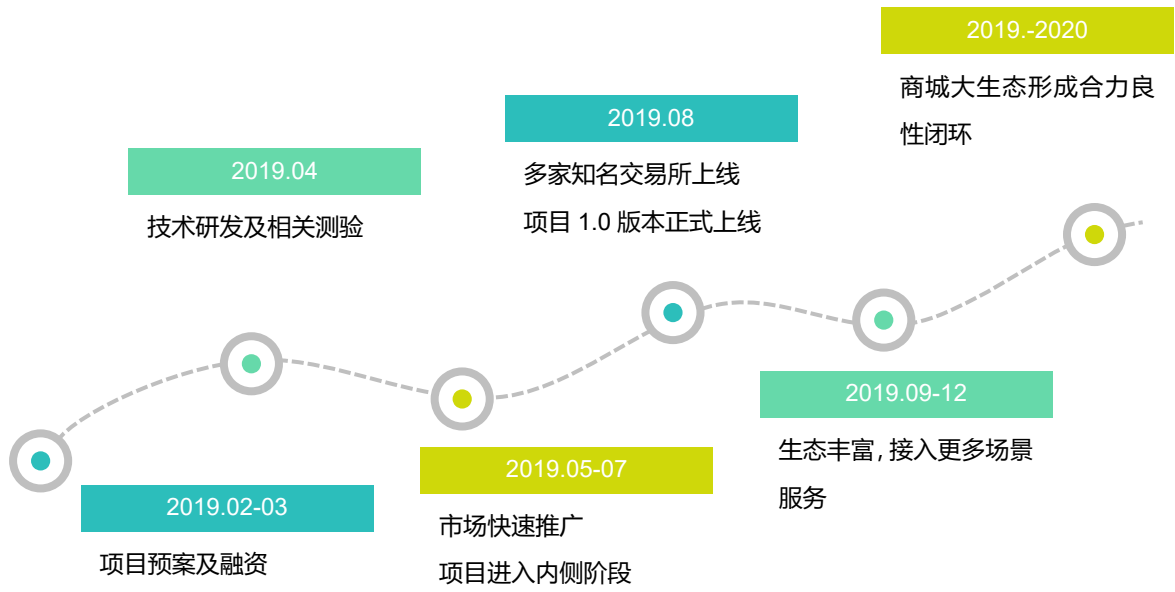 2019.-2020
商城大生态形成合力良
性闭环
2019.08
多家知名交易所上线
项目 1.0 版本正式上线
2019.04
技术研发及相关测验
2019.09-12
生态丰富，接入更多场景
服务
2019.05-07
市场快速推广
项目进入内侧阶段
2019.02-03
项目预案及融资